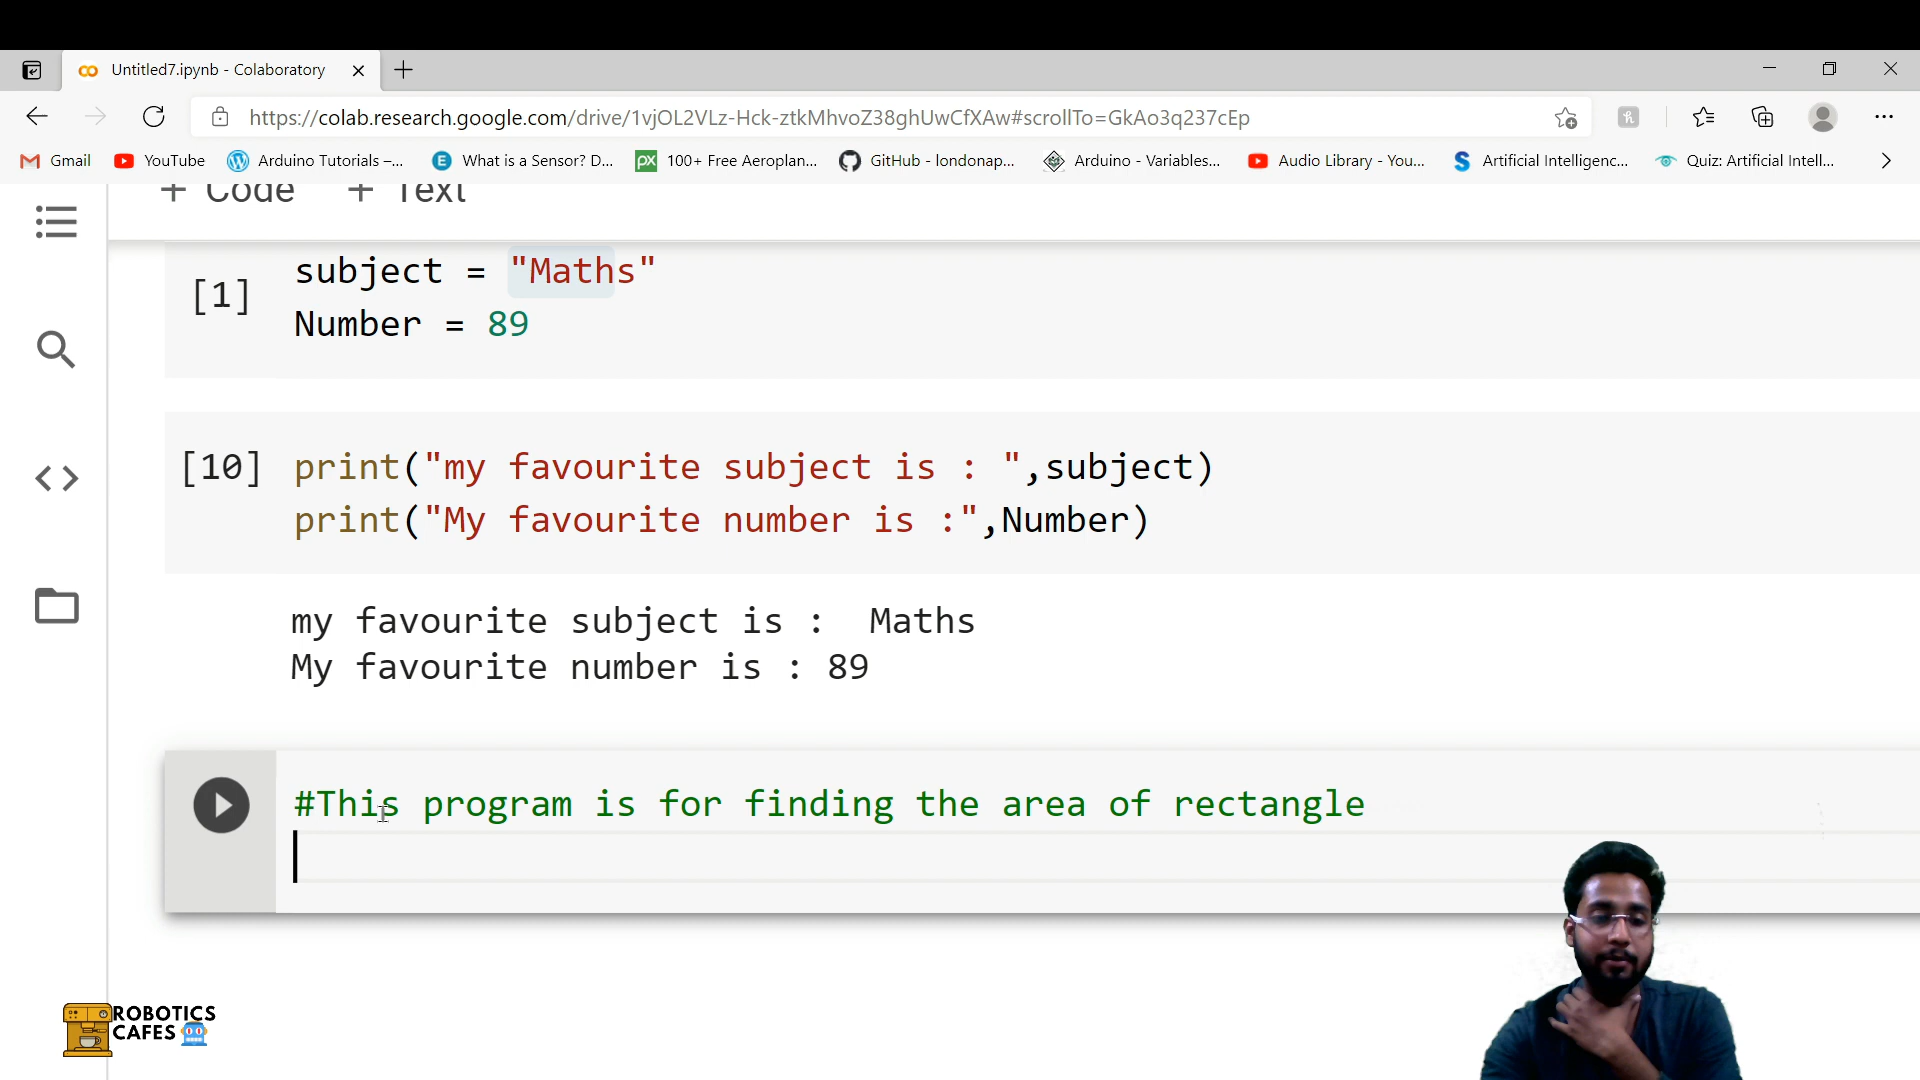 Untitled7.ipynb - Colaboratory
https://colab.research.google.com/drive/1vjOL2VLz-Hck-ztkMhvoZ38ghUwCfXAw#scrollTo=GkAo3q237cEp
Gmail YouTube Arduino Tutorials –... What is a Sensor? D... 100+ Free Aeroplan... GitHub - londonap... Arduino - Variables... Audio Library - You... Artificial Intelligenc... Quiz: Artificial Intell...
+ Code + Text
[1]
subject = "Maths"
Number = 89
[10] print("my favourite subject is : ",subject)
print("My favourite number is :",Number)
my favourite subject is :  Maths
My favourite number is : 89
#This program is for finding the area of rectangle
ROBOTICS
CAFES